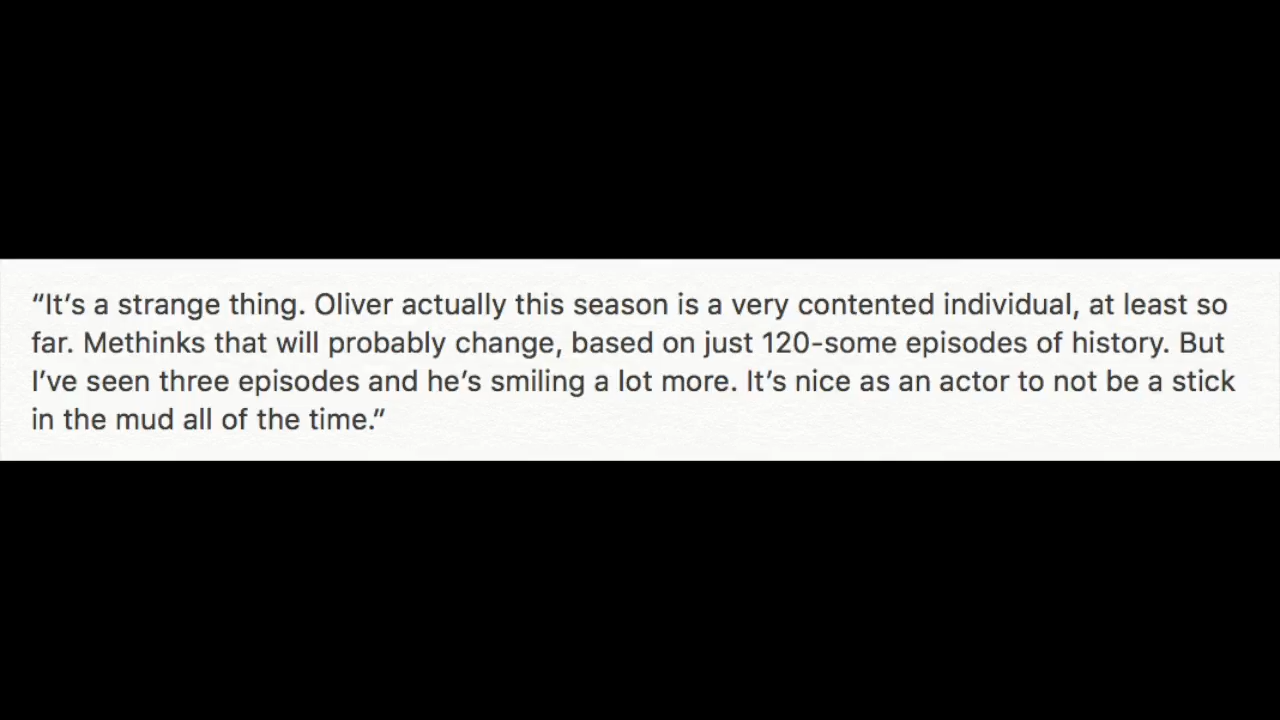 “It’s a strange thing. Oliver actually this season is a very contented individual, at least so
far. Methinks that will probably change, based on just 120-some episodes of history. But
I’ve seen three episodes and he’s smiling a lot more. It’s nice as an actor to not be a stick
in the mud all of the time.”